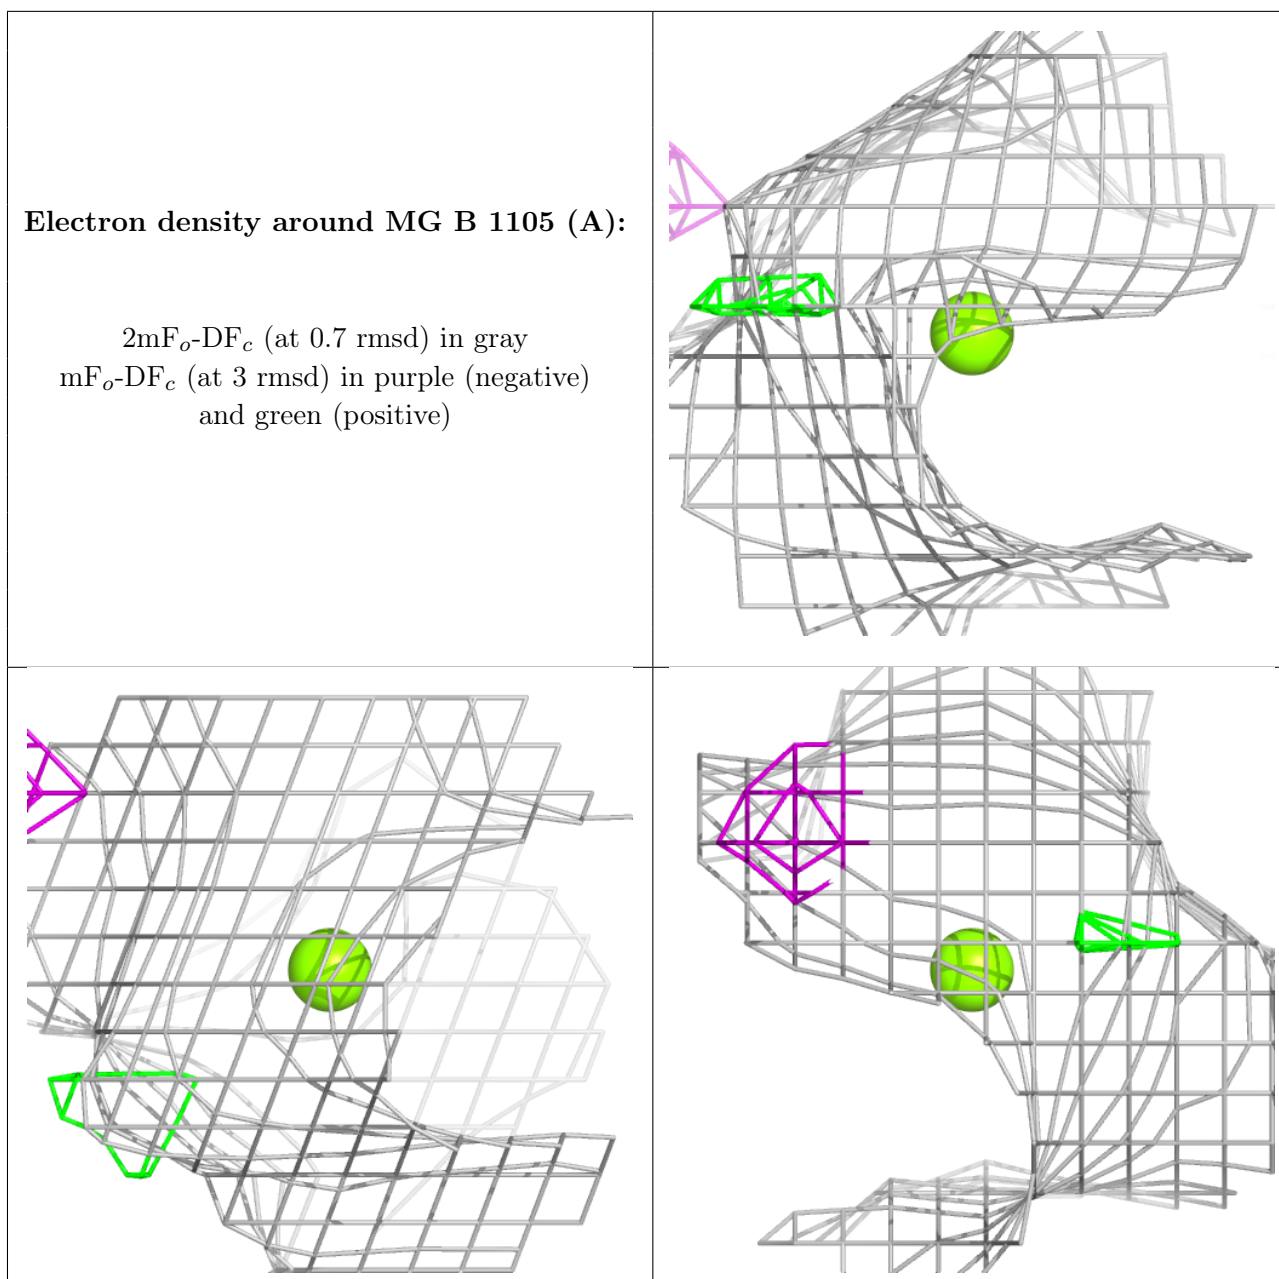 Electron density around MG B 1105 (A):
2mFo-DFc (at 0.7 rmsd) in gray
mFo-DFc (at 3 rmsd) in purple (negative)
and green (positive)